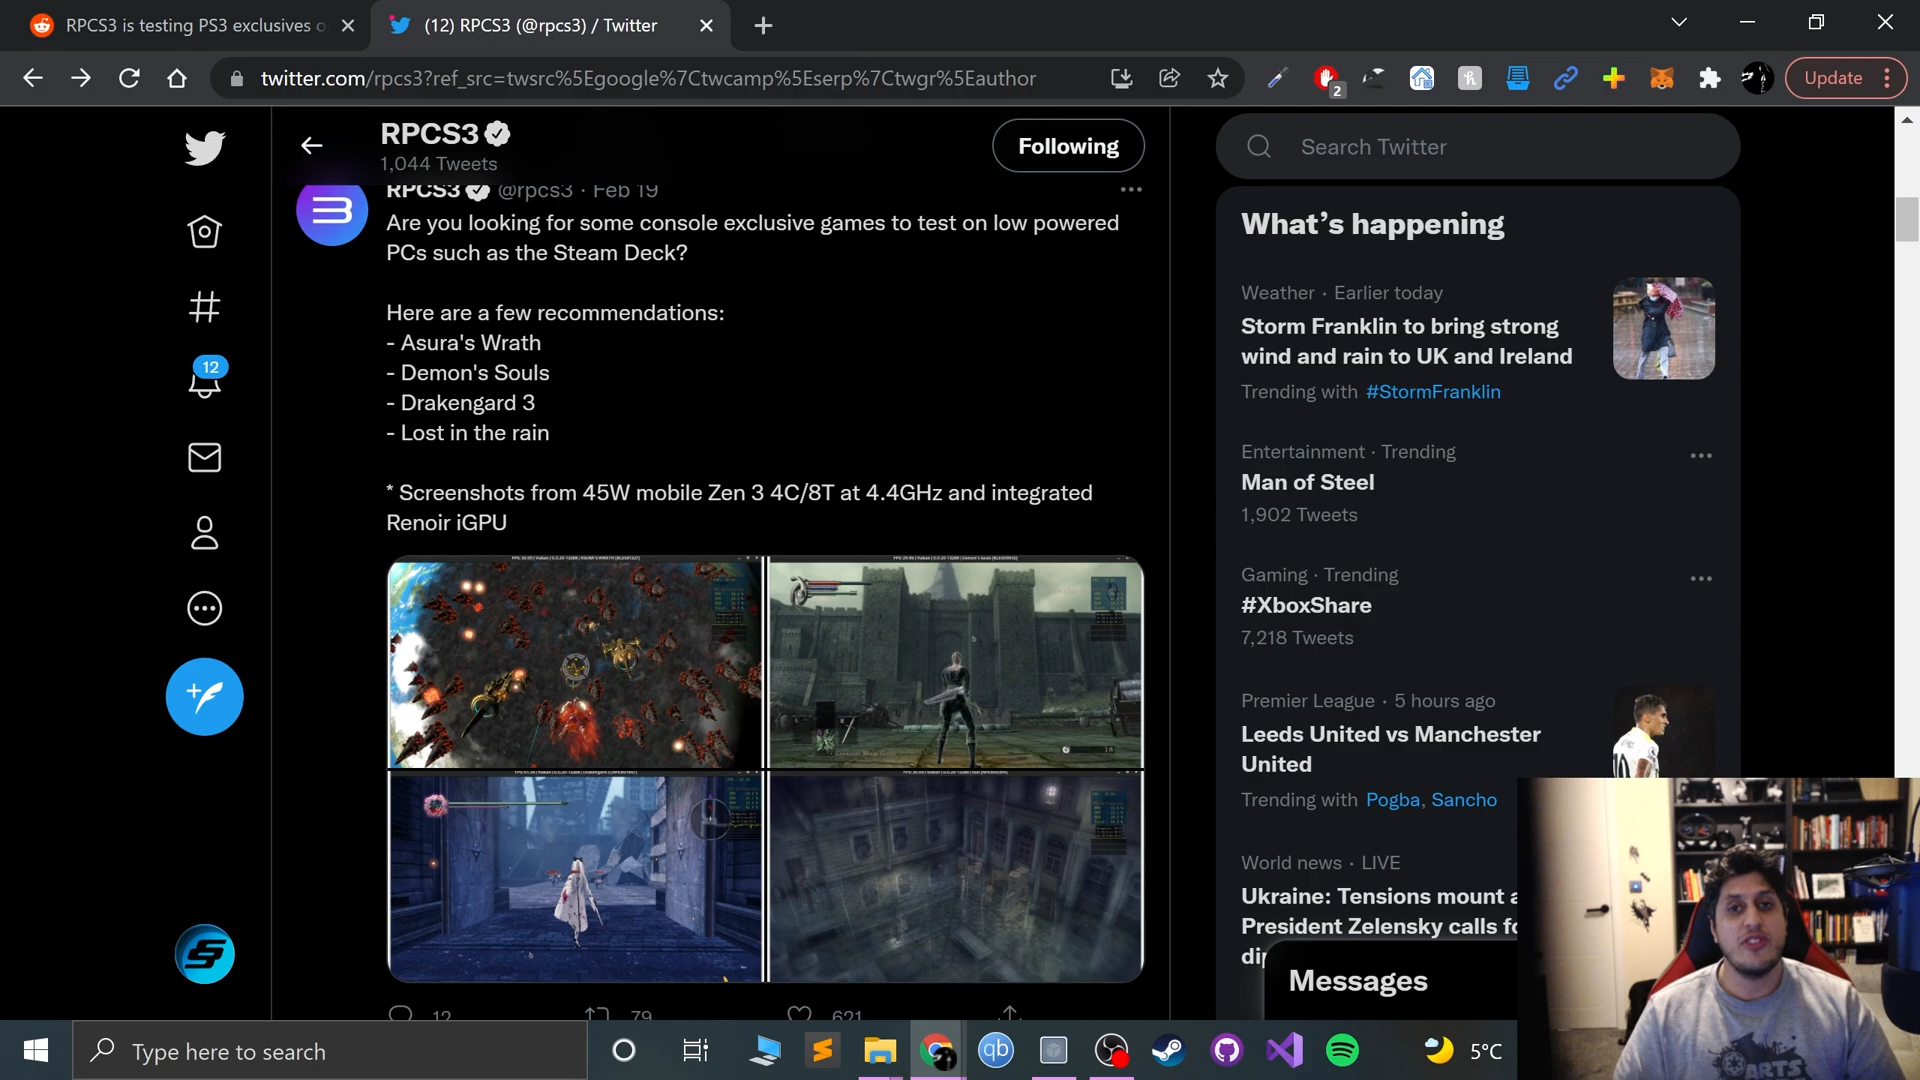 RPCS3 is testing PS3 exclusives o
(12) RPCS3 (@rpcs3) / Twitter
twitter.com/rpcs3?ref_src=twsrc%5Egoogle%7Ctwcamp%5Eserp%7Ctwgr%5Eauthor
2
Update
RPCS3
1,044 Tweets
Following
RPCS3 @rpcs3 · Feb 19
Are you looking for some console exclusive games to test on low powered
PCs such as the Steam Deck?
Here are a few recommendations:
- Asura's Wrath
- Demon's Souls
- Drakengard 3
- Lost in the rain
* Screenshots from 45W mobile Zen 3 4C/8T at 4.4GHz and integrated
Renoir iGPU
12
79
621
12
Search Twitter
What's happening
Weather · Earlier today
Storm Franklin to bring strong
wind and rain to UK and Ireland
Trending with #StormFranklin
Entertainment · Trending
Man of Steel
1,902 Tweets
Gaming · Trending
#XboxShare
7,218 Tweets
Premier League · 5 hours ago
Leeds United vs Manchester
United
Trending with Pogba, Sancho
World news · LIVE
Ukraine: Tensions mount a
President Zelensky calls fo
dip
Messages
ARTS
Type here to search
qb
5°C